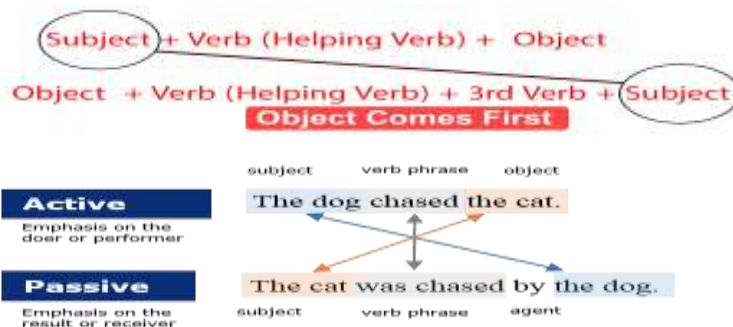 Subject + Verb (Helping Verb) + Object
Object + Verb (Helping Verb) + 3rd Verb + Subject
Object Comes First
subject verb phrase object
Active
The dog chased the cat.
Emphasis on the
doer or performer
Passive
The cat was chased by the dog.
Emphasis on the
result or receiver
subject verb phrase agent